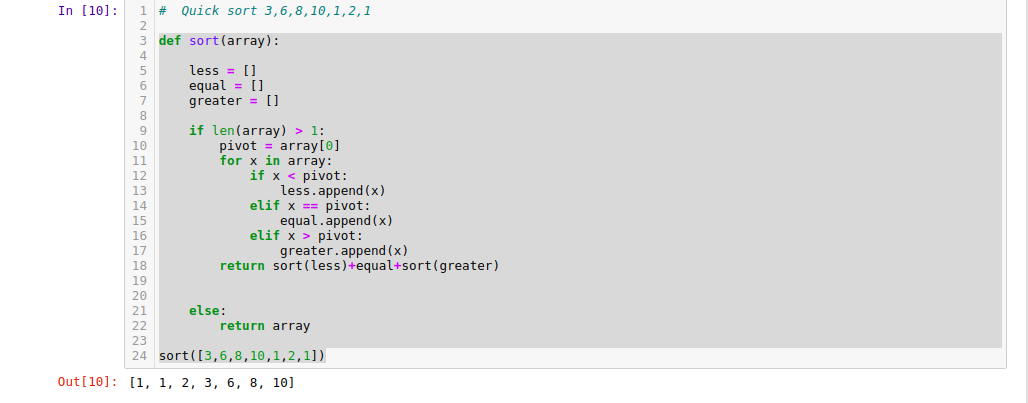 In [10]:
1 #  Quick sort 3,6,8,10,1,2,1
2
3 def sort(array):
4
5     less = []
6     equal = []
7     greater = []
8
9     if len(array) > 1:
10         pivot = array[0]
11         for x in array:
12             if x < pivot:
13                 less.append(x)
14             elif x == pivot:
15                 equal.append(x)
16             elif x > pivot:
17                 greater.append(x)
18         return sort(less)+equal+sort(greater)
19
20
21     else:
22         return array
23
24 sort([3,6,8,10,1,2,1])
Out[10]: [1, 1, 2, 3, 6, 8, 10]